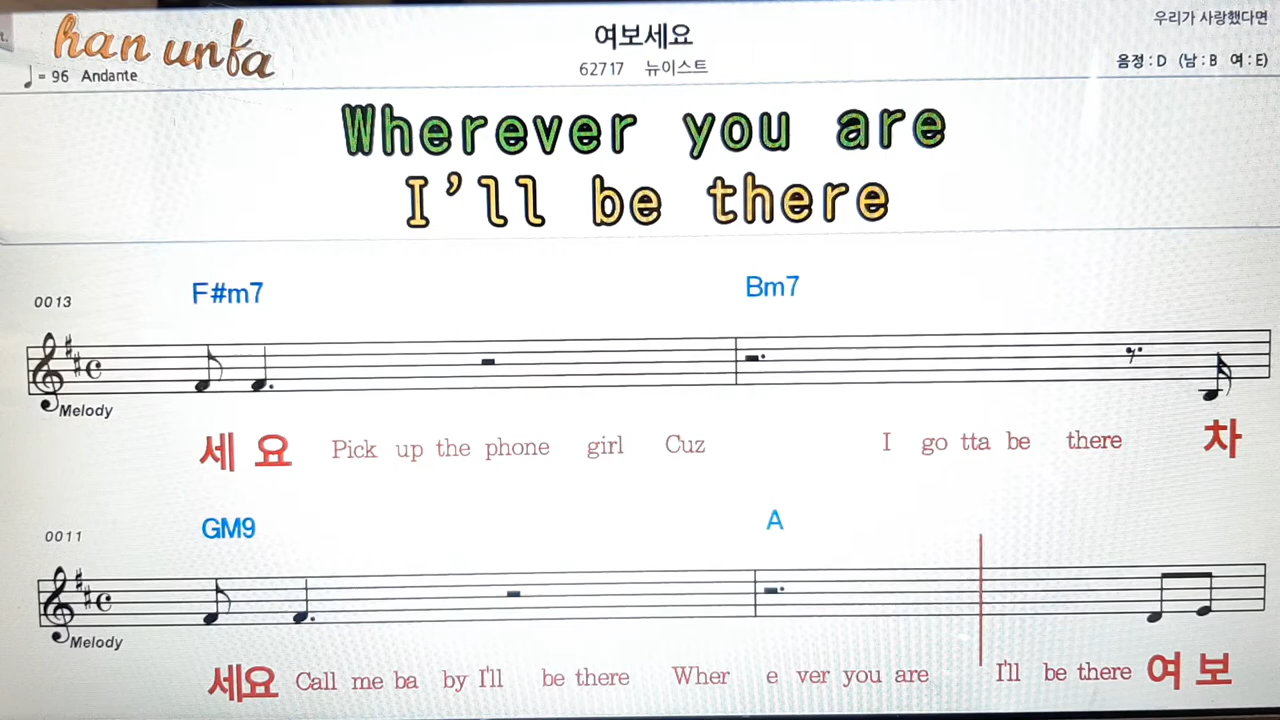 t.
han unfa
여보세요
우리가 사랑했다면
♩ = 96 Andante
62717 뉴이스트
음정 : D (남 : B 여 : E)
Wherever you are
I'll be there
0013
F#m7 Bm7
Melody
세 요 Pick up the phone girl Cuz I go tta be there 차
0011
GM9 A
Melody
세요 Call me ba by I'll be there Wher e ver you are I'll be there 여 보